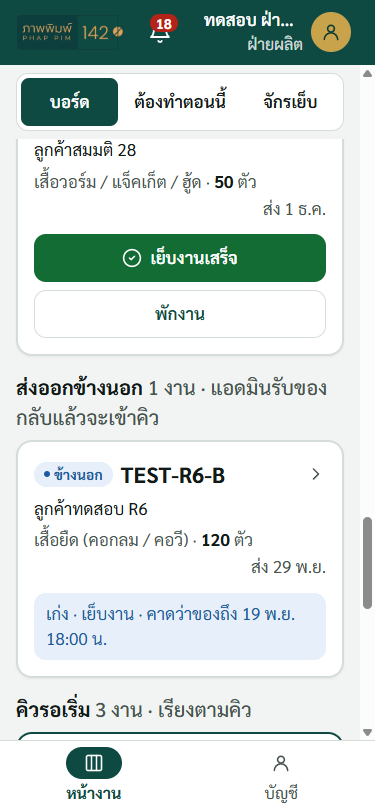 ภาพพิมพ์ 142
PHAP PIM
18
ทดสอบ ฝ่า...
ฝ่ายผลิต
บอร์ด ต้องทำตอนนี้ จักรเย็บ
ลูกค้าสมมติ 28
เสื้อวอร์ม / แจ็คเก็ต / ฮู้ด · 50 ตัว
ส่ง 1 ธ.ค.
เย็บงานเสร็จ
พักงาน
ส่งออกข้างนอก 1 งาน · แอดมินรับของ
กลับแล้วจะเข้าคิว
ข้างนอก TEST-R6-B
ลูกค้าทดสอบ R6
เสื้อยืด (คอกลม / คอวี) · 120 ตัว
ส่ง 29 พ.ย.
เก่ง · เย็บงาน · คาดว่าของถึง 19 พ.ย.
18:00 น.
คิวรอเริ่ม 3 งาน · เรียงตามคิว
หน้างาน บัญชี